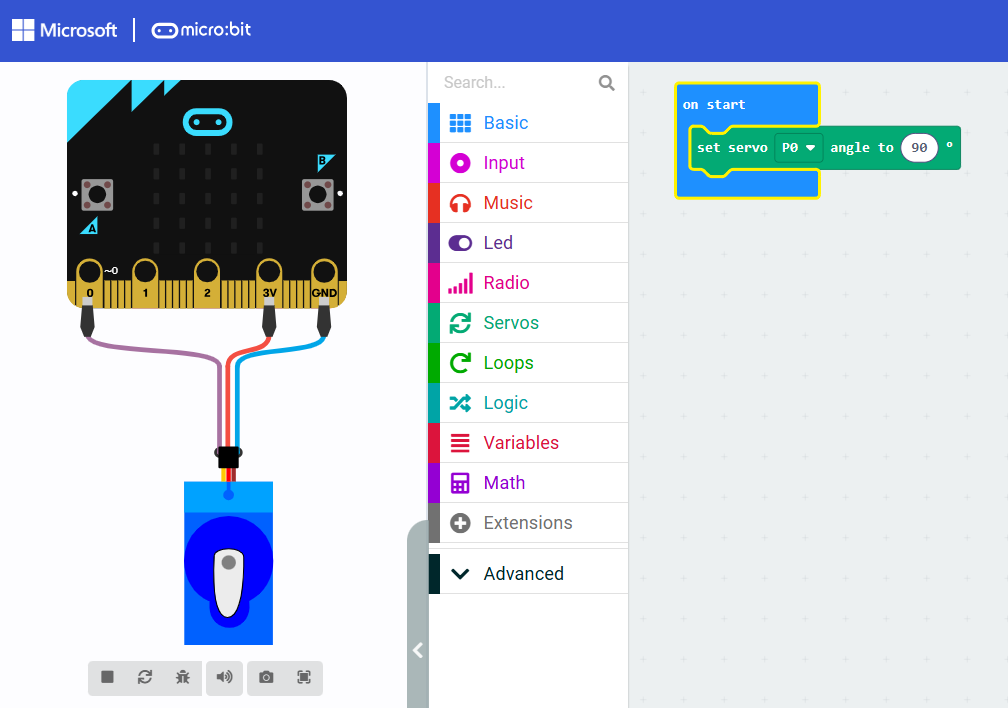 Microsoft micro:bit
B
A
~0
0 1 2 3V GND
Search...
Basic
Input
Music
Led
Radio
Servos
Loops
Logic
Variables
Math
Extensions
Advanced
on start
set servo P0 angle to 90 °